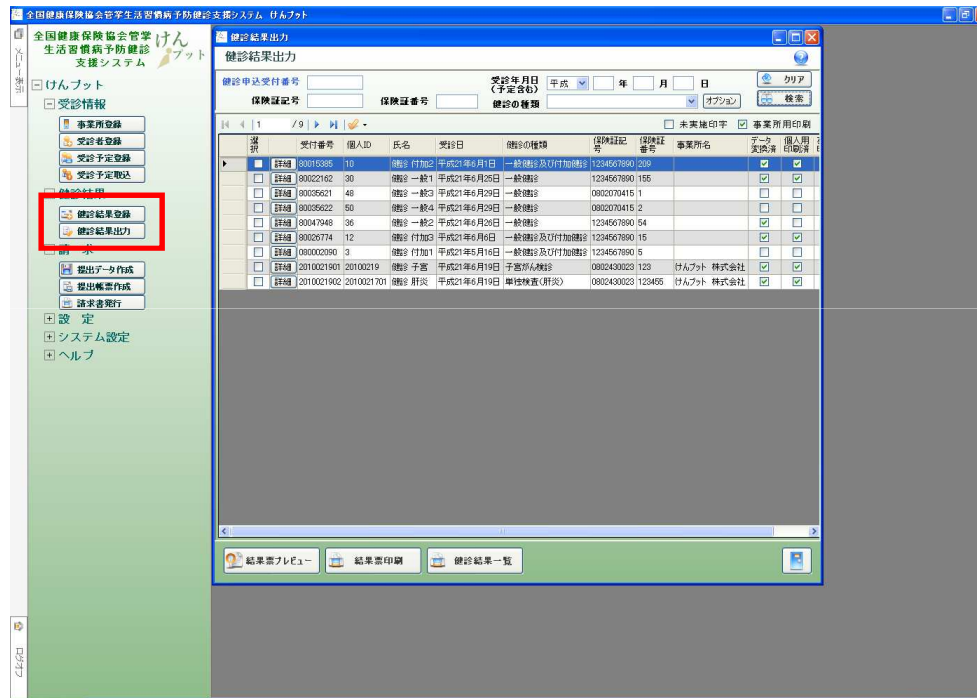 全国健康保険協会管掌生活習慣病予防健診支援システム けんプット
メニュー表示
全国健康保険協会管掌
生活習慣病予防健診
支援システム
けんプット
けんプット
受診情報
事業所登録
受診者登録
受診予定登録
受診予定取込
健診結果
健診結果登録
健診結果出力
請 求
提出データ作成
提出帳票作成
請求書発行
設 定
システム設定
ヘルプ
ログオフ
健診結果出力
健診結果出力
健診申込受付番号 受診年月日(予定含む) 平成 年 月 日 クリア
保険証記号 保険証番号 健診の種類 オプション 検索
1 /9 未実施印字 事業所用印刷
選択 受付番号 個人ID 氏名 受診日 健診の種類 保険証記号 保険証番号 事業所名 データ変換済 個人用印刷済
詳細 80015385 10 健診 付加2 平成21年6月1日 一般健診及び付加健診 1234567890 209
詳細 80022162 30 健診 一般1 平成21年6月25日 一般健診 1234567890 155
詳細 80035621 48 健診 一般3 平成21年6月29日 一般健診 0802070415 1
詳細 80035622 50 健診 一般4 平成21年6月29日 一般健診 0802070415 2
詳細 80047948 36 健診 一般2 平成21年6月26日 一般健診 1234567890 54
詳細 80026774 12 健診 付加3 平成21年6月6日 一般健診及び付加健診 1234567890 15
詳細 080002090 3 健診 付加1 平成21年5月16日 一般健診及び付加健診 1234567890 5
詳細 2010021901 20100219 健診 子宮 平成21年6月19日 子宮がん検診 0802430023 123 けんプット 株式会社
詳細 2010021902 2010021701 健診 肝炎 平成21年6月19日 単独検査(肝炎) 0802430023 123455 けんプット 株式会社
結果票プレビュー 結果票印刷 健診結果一覧